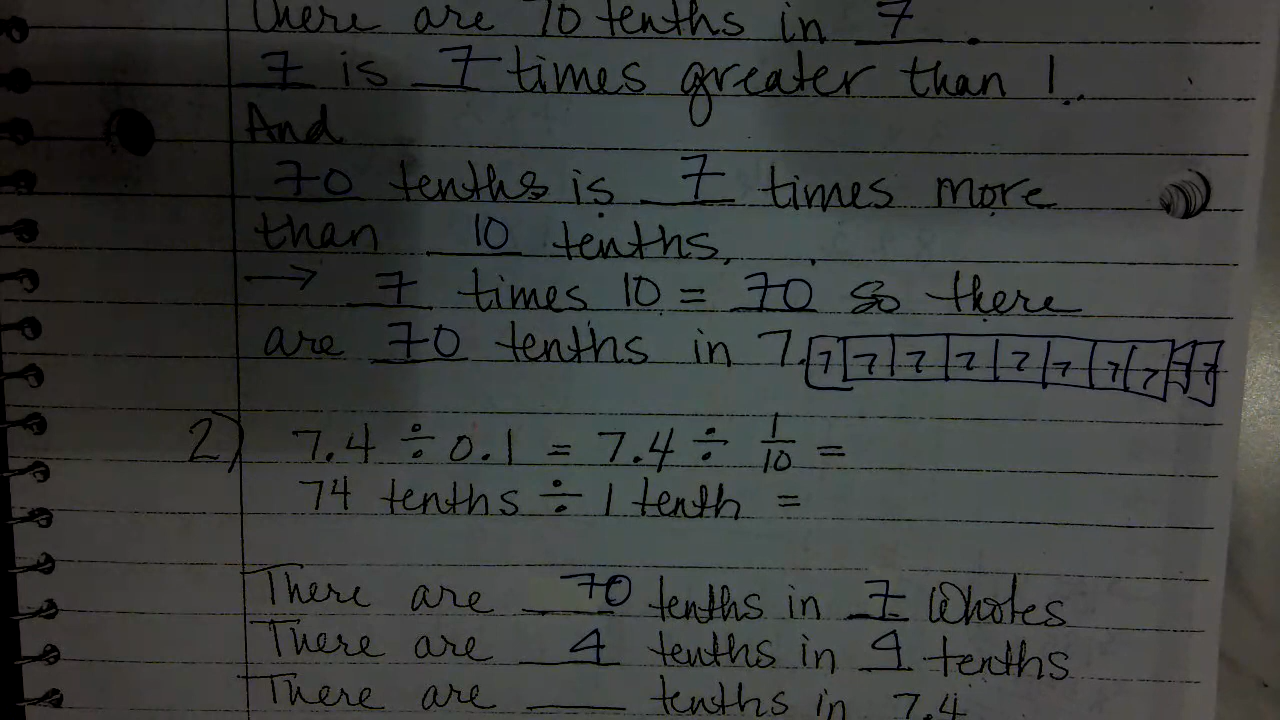 There are 70 tenths in 7.
7 is 7 times greater than 1.
And
70 tenths is 7 times more
than 10 tenths.
→ 7 times 10 = 70 so there
are 70 tenths in 7.
7 7 7 7 7 7 7 7 7 7
2) 7.4 ÷ 0.1 = 7.4 ÷ 1/10 =
74 tenths ÷ 1 tenth =
There are 70 tenths in 7 Wholes
There are 4 tenths in 4 tenths
There are ___ tenths in 7.4